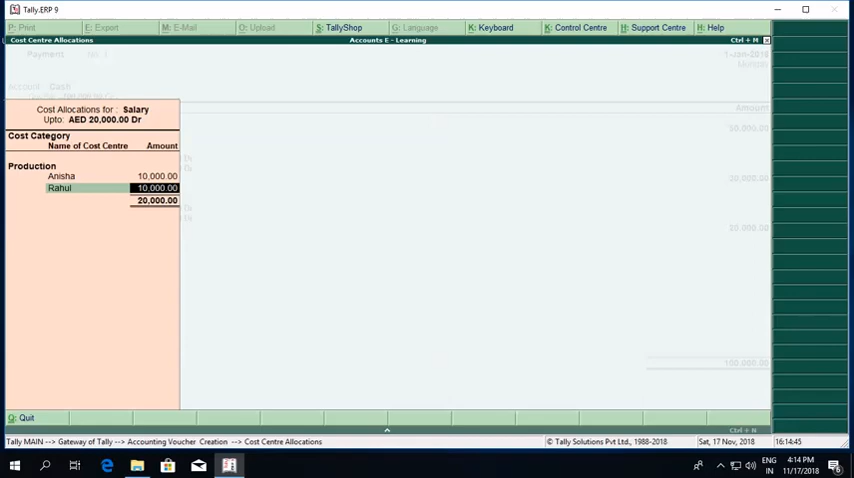 Tally.ERP 9
P: Print E: Export M: E-Mail O: Upload S: TallyShop G: Language K: Keyboard K: Control Centre H: Support Centre H: Help
Cost Centre Allocations Accounts E - Learning Ctrl + M
Payment No. 1-Jan-2018
Monday
Account Cash
Amount
Cost Allocations for : Salary
Upto: AED 20,000.00 Dr
30,000.00
Cost Category
Name of Cost Centre Amount
Production
Anisha 10,000.00 20,000.00
Rahul 10,000.00
20,000.00
20,000.00
100,000.00
Q: Quit
Ctrl + N
Tally MAIN --> Gateway of Tally --> Accounting Voucher Creation --> Cost Centre Allocations © Tally Solutions Pvt Ltd., 1988-2018 Sat, 17 Nov, 2018 16:14:45
ENG 4:14 PM
IN 11/17/2018 6